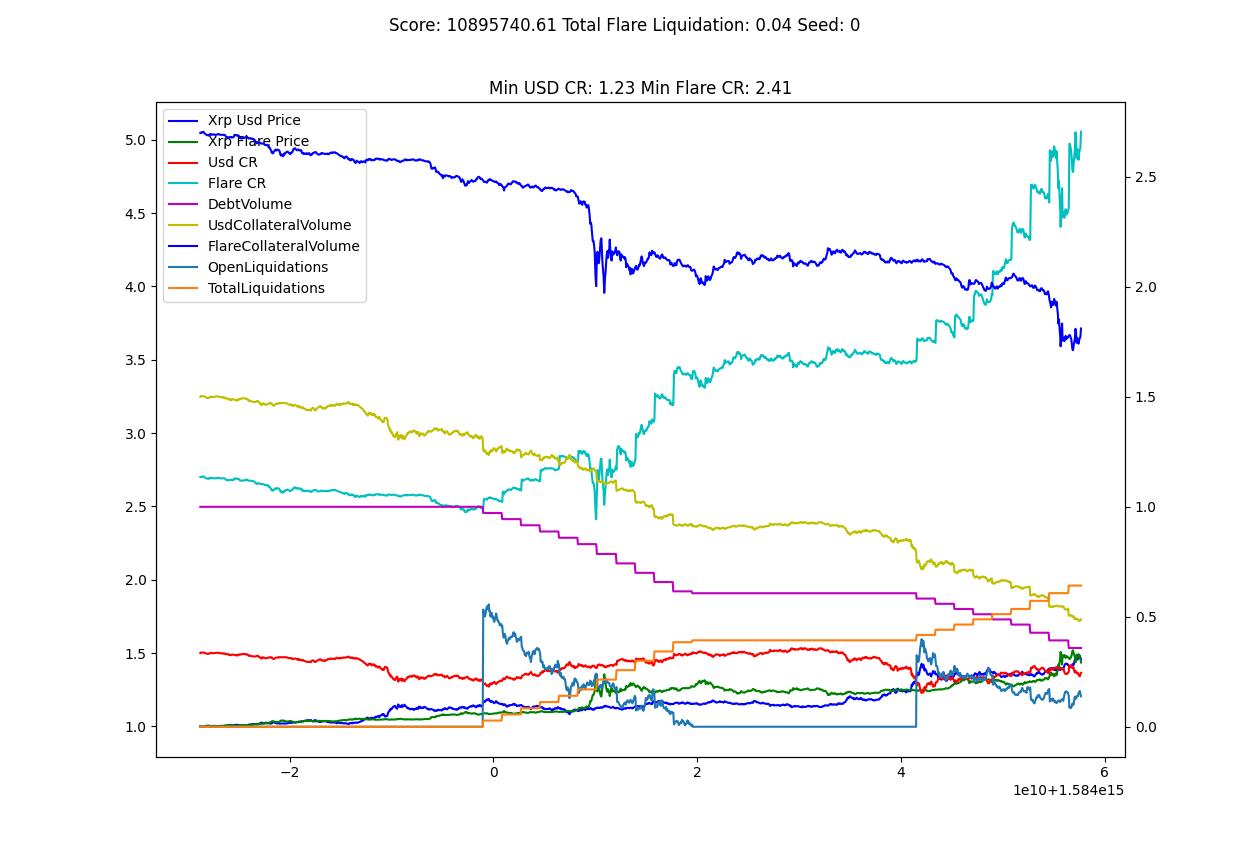 Score: 10895740.61 Total Flare Liquidation: 0.04 Seed: 0
Min USD CR: 1.23 Min Flare CR: 2.41
Xrp Usd Price
Xrp Flare Price
Usd CR
Flare CR
DebtVolume
UsdCollateralVolume
FlareCollateralVolume
OpenLiquidations
TotalLiquidations
5.0
4.5
4.0
3.5
3.0
2.5
2.0
1.5
1.0
2.5
2.0
1.5
1.0
0.5
0.0
−2
0
2
4
6
1e10+1.584e15